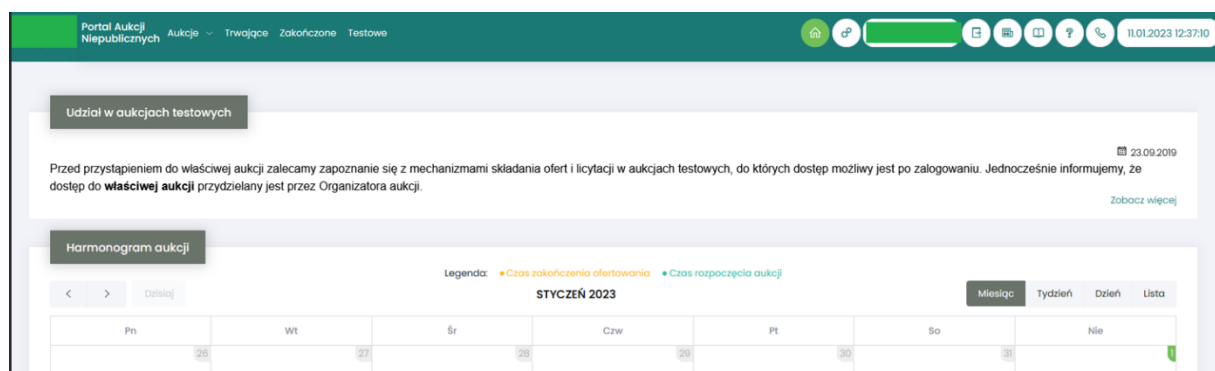 Portal Aukcji
Niepublicznych
Aukcje Trwające Zakończone Testowe
11.01.2023 12:37:10
Udział w aukcjach testowych
23.09.2019
Przed przystąpieniem do właściwej aukcji zalecamy zapoznanie się z mechanizmami składania ofert i licytacji w aukcjach testowych, do których dostęp możliwy jest po zalogowaniu. Jednocześnie informujemy, że
dostęp do właściwej aukcji przydzielany jest przez Organizatora aukcji.
Zobacz więcej
Harmonogram aukcji
Legenda: Czas zakończenia ofertowania Czas rozpoczęcia aukcji
Dzisiaj STYCZEŃ 2023 Miesiąc Tydzień Dzień Lista
Pn Wt Śr Czw Pt So Nie
26 27 28 29 30 31 1